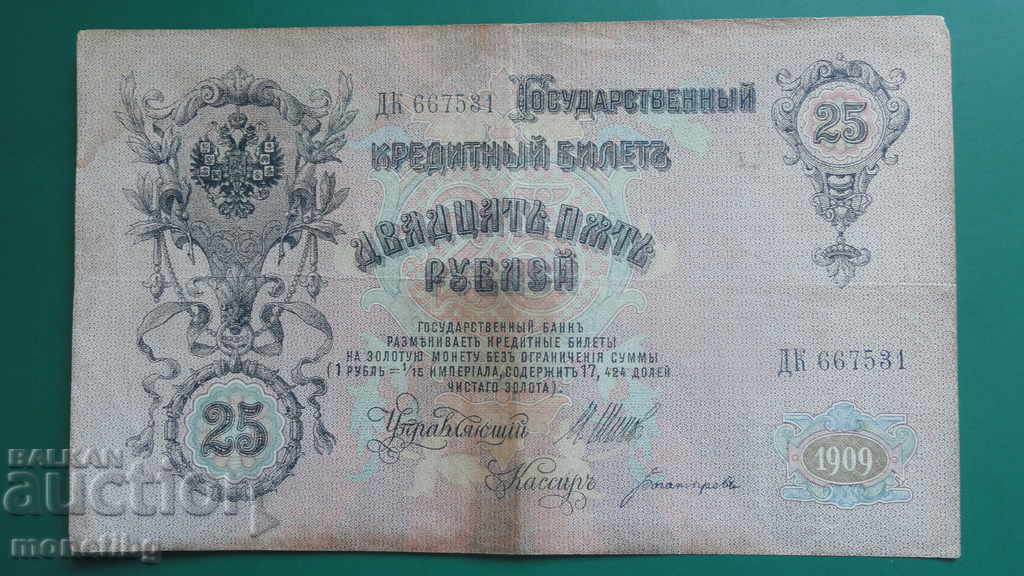 ДК 667531
Государственный
25
кредитный билетъ
Двадцать пять
рублей
Государственный банкъ
размѣниваетъ кредитные билеты
на золотую монету безъ ограниченія суммы
(1 рубль = 1/15 имперіала, содержитъ 17, 424 долей
чистаго золота).
ДК 667531
25
Управляющій
Кассиръ
1909
BALKAN
auction
monetibg